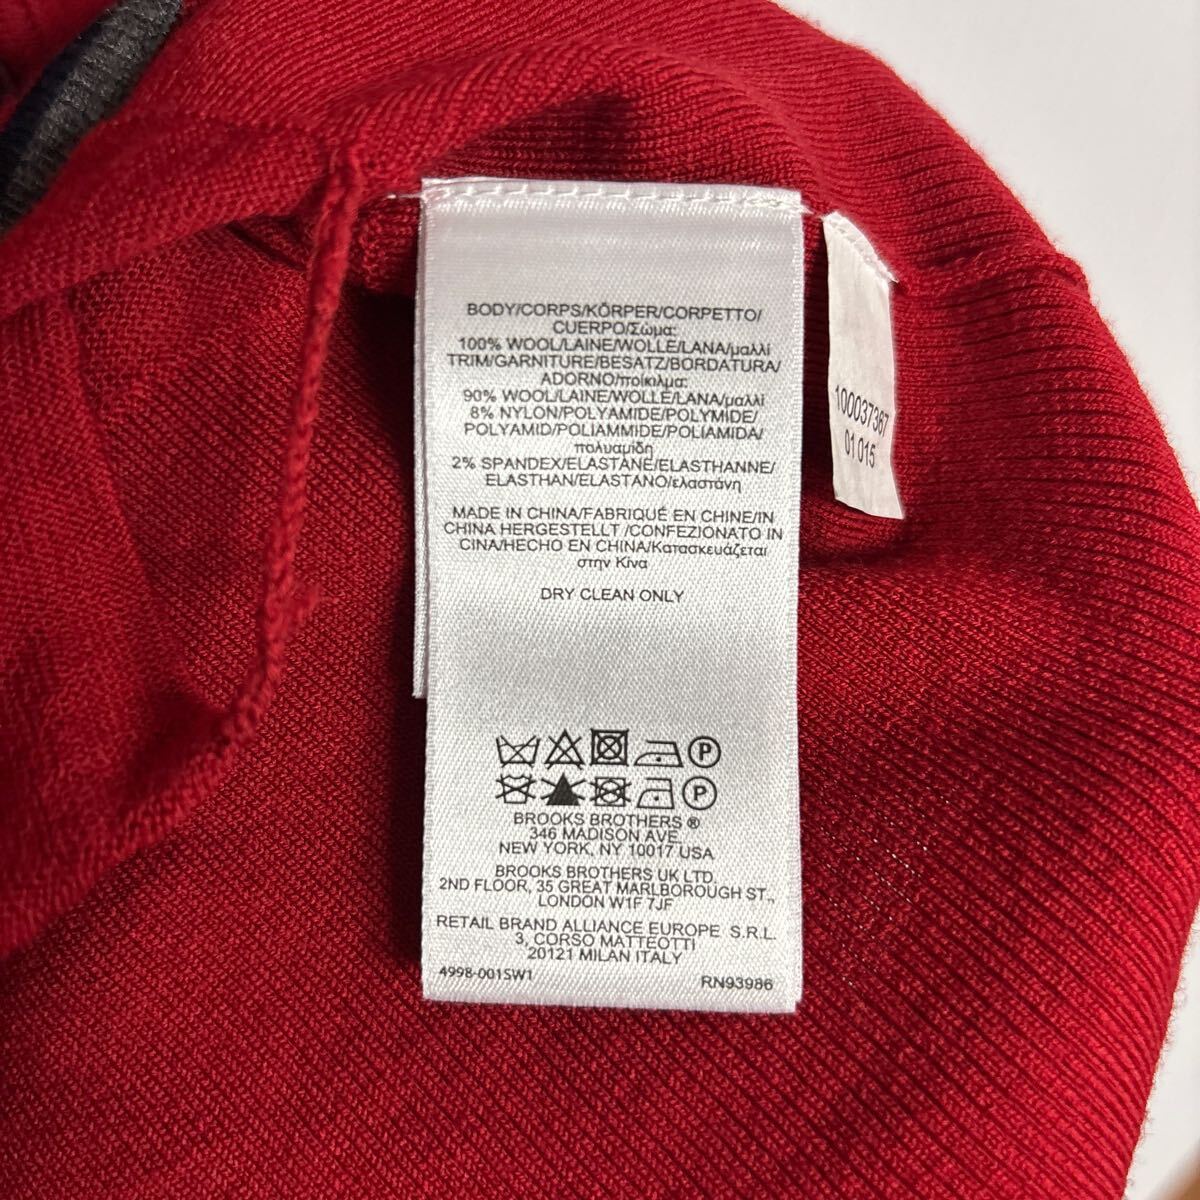 BODY/CORPS/KÖRPER/CORPETTO/
CUERPO/Σώμα:
100% WOOL/LAINE/WOLLE/LANA/μαλλί
TRIM/GARNITURE/BESATZ/BORDATURA/
ADORNO/ποίκιλμα:
90% WOOL/LAINE/WOLLE/LANA/μαλλί
8% NYLON/POLYAMIDE/POLYMIDE/
POLYAMID/POLIAMMIDE/POLIAMIDA/
πολυαμίδη
2% SPANDEX/ELASTANE/ELASTHANNE/
ELASTHAN/ELASTANO/ελαστάνη
MADE IN CHINA/FABRIQUÉ EN CHINE/IN
CHINA HERGESTELLT /CONFEZIONATO IN
CINA/HECHO EN CHINA/Κατασκευάζεται
στην Κίνα
DRY CLEAN ONLY
P
P
BROOKS BROTHERS ®
346 MADISON AVE.
NEW YORK, NY 10017 USA
BROOKS BROTHERS UK LTD.
2ND FLOOR, 35 GREAT MARLBOROUGH ST.,
LONDON W1F 7JF
RETAIL BRAND ALLIANCE EUROPE S.R.L.
3, CORSO MATTEOTTI
20121 MILAN ITALY
4998-001SW1
RN93986
100037367
01 015